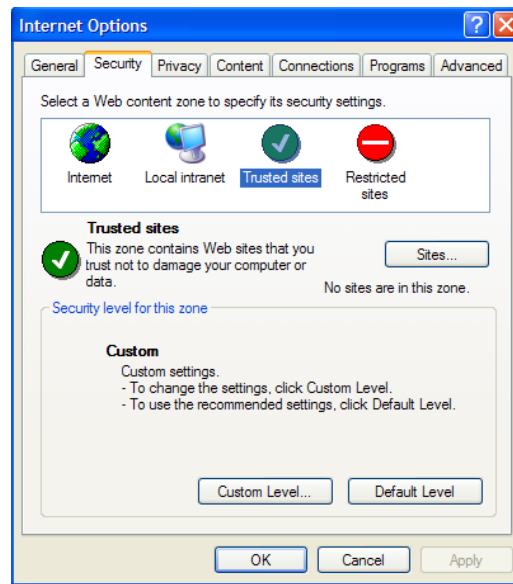 Internet Options
General Security Privacy Content Connections Programs Advanced
Select a Web content zone to specify its security settings.
Internet Local intranet Trusted sites Restricted
sites
Trusted sites
This zone contains Web sites that you
trust not to damage your computer or
data.
Sites...
No sites are in this zone.
Security level for this zone
Custom
Custom settings.
- To change the settings, click Custom Level.
- To use the recommended settings, click Default Level.
Custom Level... Default Level
OK Cancel Apply